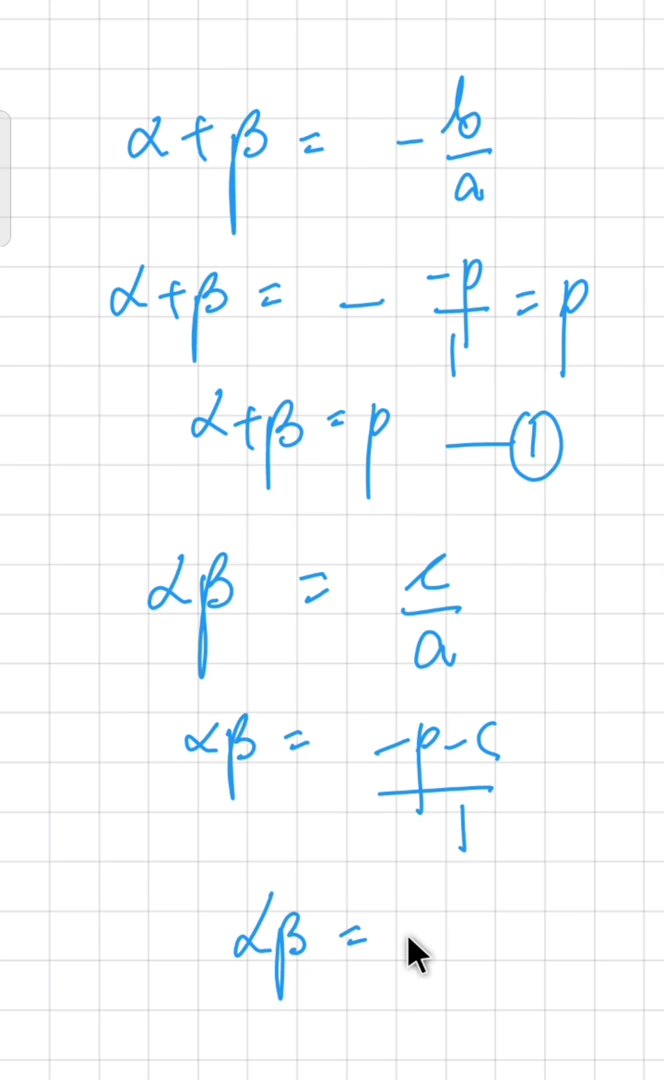 α+β = - b/a
α+β = - -p/1 = p
α+β = p —①
αβ = c/a
αβ = -p-c/1
αβ =